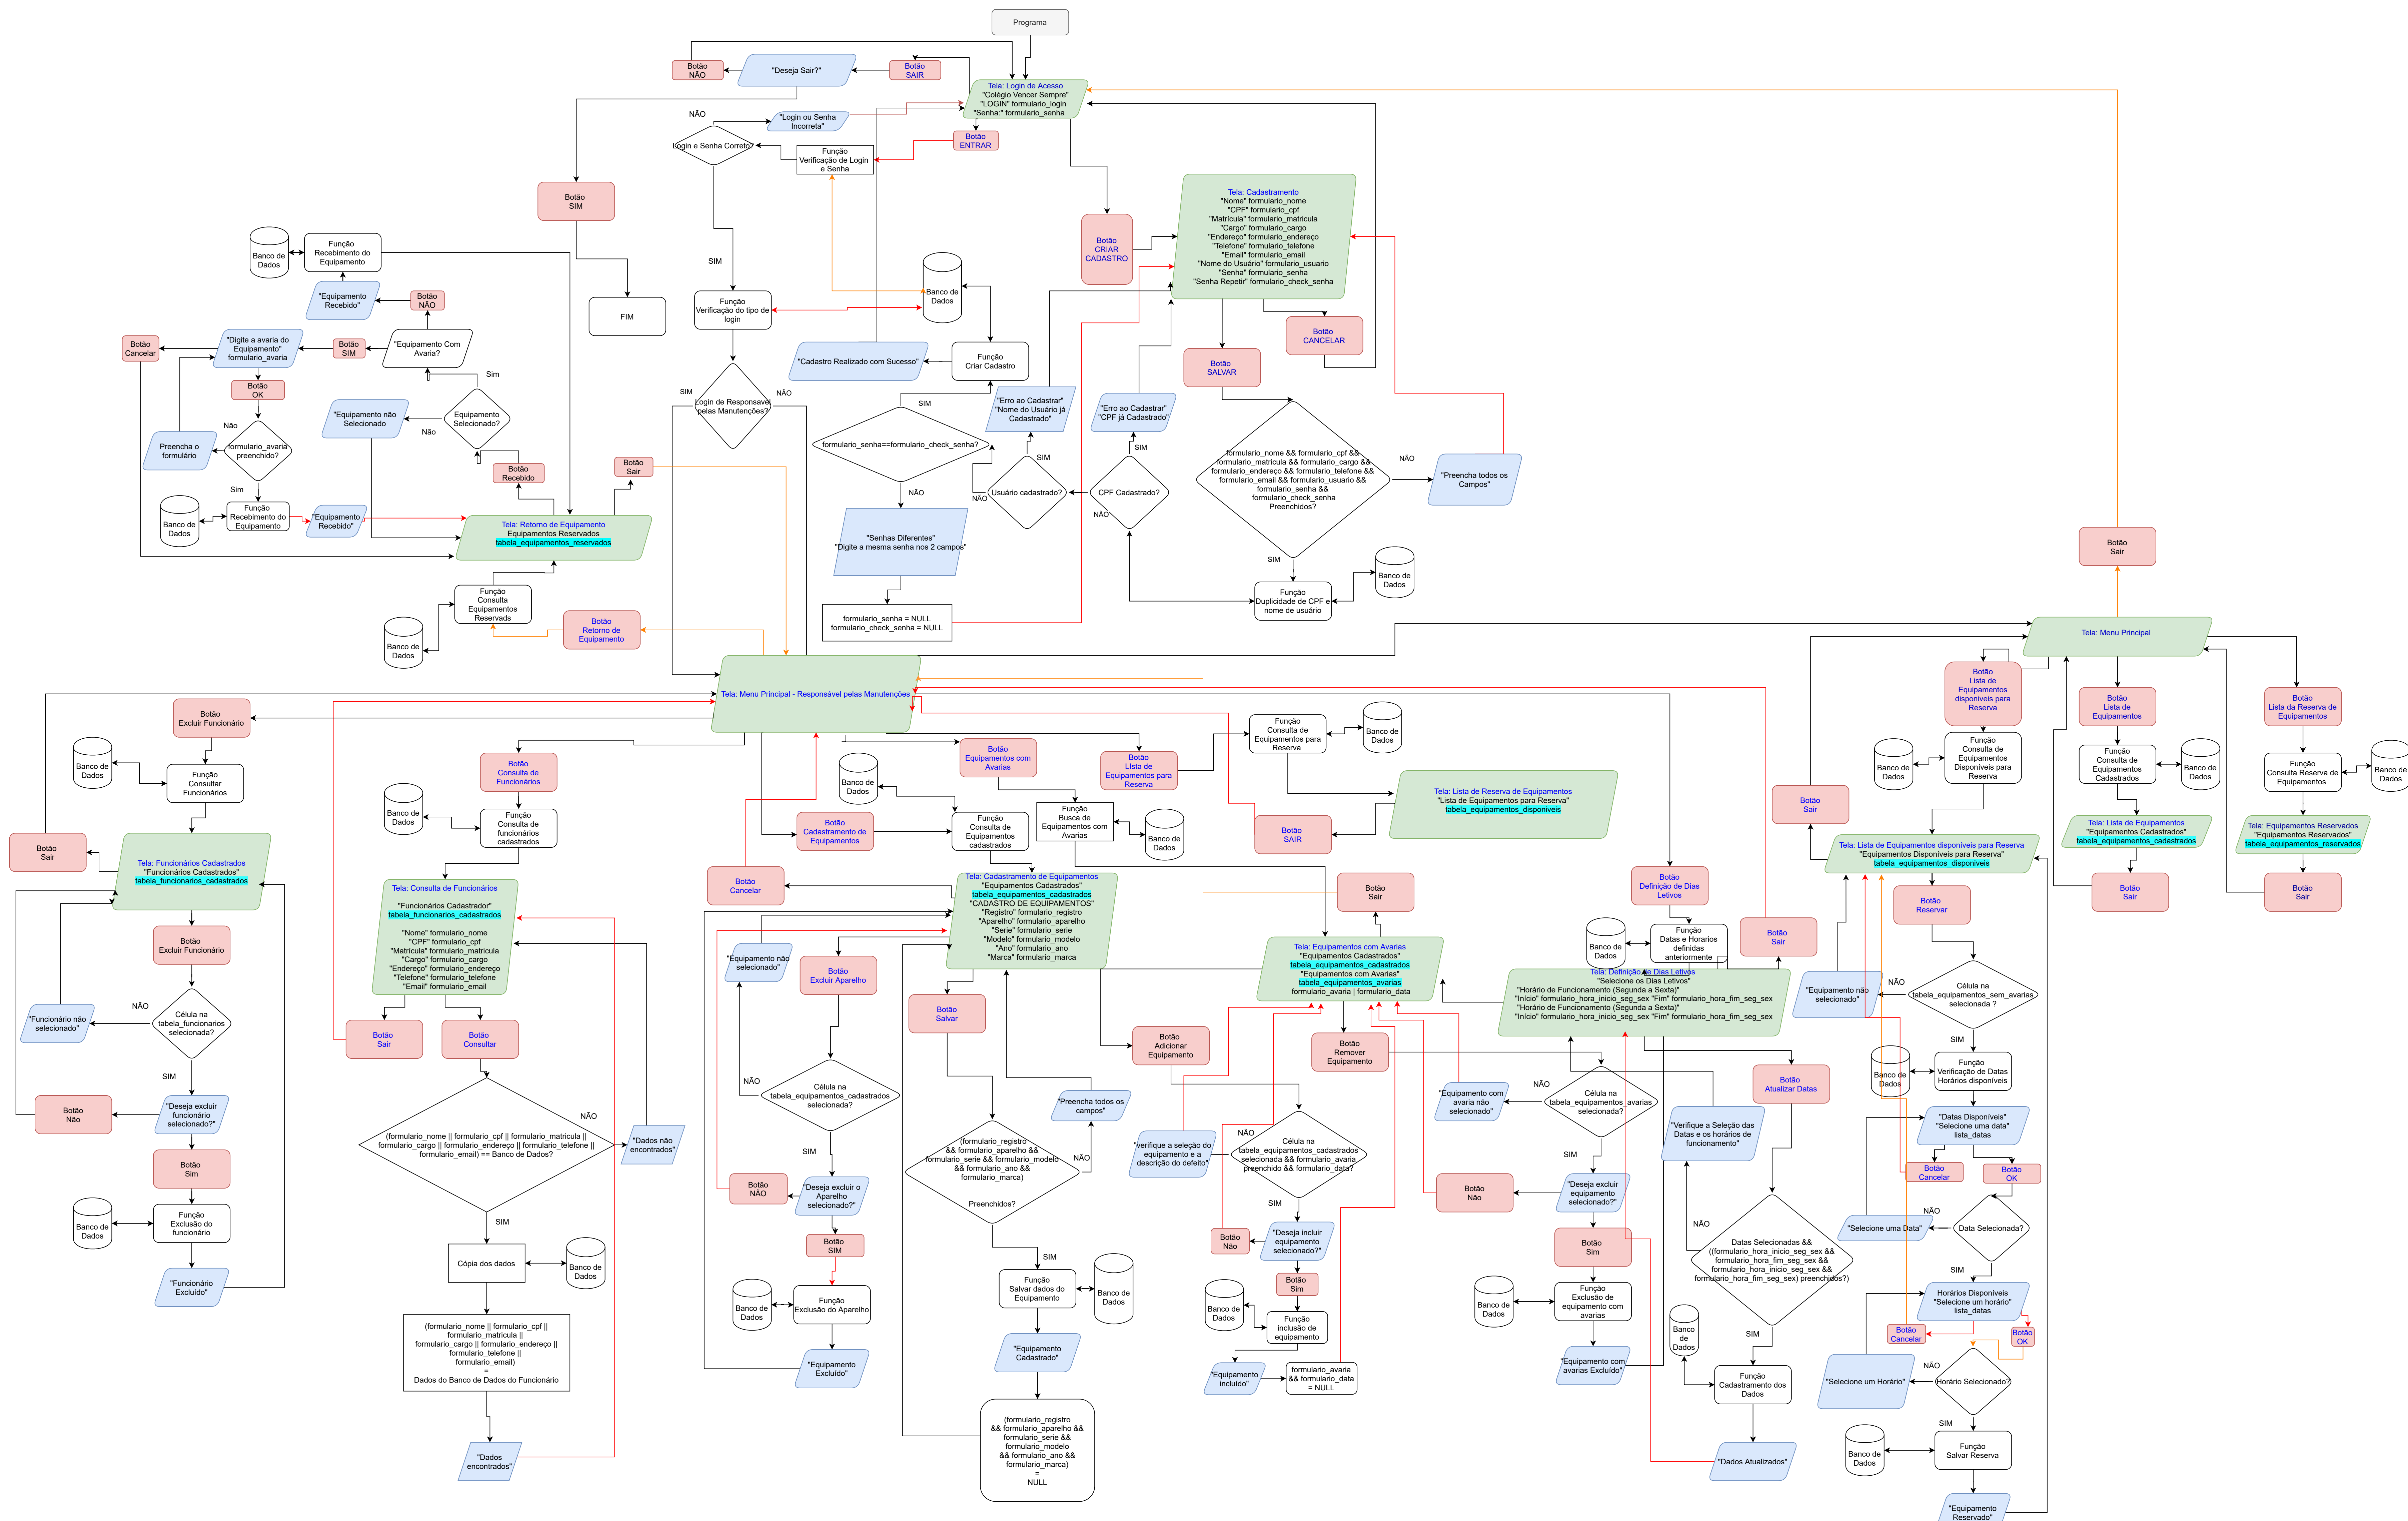 Programa
Botão
NÃO
"Deseja Sair?"
Botão
SAIR
Tela: Login de Acesso
"Colégio Vencer Sempre"
"LOGIN" formulario_login
"Senha:" formulario_senha
NÃO
"Login ou Senha
Incorreta"
Botão
ENTRAR
Login e Senha Correto?
Função
Verificação de Login
e Senha
Botão
SIM
SIM
FIM
Função
Verificação do tipo de
login
Banco de
Dados
Botão
CRIAR
CADASTRO
Tela: Cadastramento
"Nome" formulario_nome
"CPF" formulario_cpf
"Matrícula" formulario_matricula
"Cargo" formulario_cargo
"Endereço" formulario_endereço
"Telefone" formulario_telefone
"Email" formulario_email
"Nome do Usuário" formulario_usuario
"Senha" formulario_senha
"Senha Repetir" formulario_check_senha
Botão
CANCELAR
Botão
SALVAR
"Cadastro Realizado com Sucesso"
Função
Criar Cadastro
SIM
Login de Responsavel
pelas Manutenções?
NÃO
SIM
"Erro ao Cadastrar"
"Nome do Usuário já
Cadastrado"
"Erro ao Cadastrar"
"CPF já Cadastrado"
formulario_senha==formulario_check_senha?
SIM
SIM
Usuário cadastrado?
NÃO
CPF Cadastrado?
NÃO
formulario_nome && formulario_cpf &&
formulario_matricula && formulario_cargo &&
formulario_endereço && formulario_telefone &&
formulario_email && formulario_usuario &&
formulario_senha &&
formulario_check_senha
Preenchidos?
NÃO
"Preencha todos os
Campos"
NÃO
"Senhas Diferentes"
"Digite a mesma senha nos 2 campos"
formulario_senha = NULL
formulario_check_senha = NULL
SIM
Função
Duplicidade de CPF e
nome de usuário
Banco de
Dados
Banco de
Dados
Função
Recebimento do
Equipamento
"Equipamento
Recebido"
Botão
NÃO
Botão
Cancelar
"Digite a avaria do
Equipamento"
formulario_avaria
Botão
SIM
"Equipamento Com
Avaria?
Botão
OK
Sim
"Equipamento não
Selecionado
Equipamento
Selecionado?
Não
Não
Preencha o
formulário
formulario_avaria
preenchido?
Sim
Botão
Recebido
Botão
Sair
Banco de
Dados
Função
Recebimento do
Equipamento
"Equipamento
Recebido"
Tela: Retorno de Equipamento
Equipamentos Reservados
tabela_equipamentos_reservados
Banco de
Dados
Função
Consulta
Equipamentos
Reservads
Botão
Retorno de
Equipamento
Tela: Menu Principal - Responsável pelas Manutenções
Botão
Sair
Tela: Menu Principal
Botão
Lista de
Equipamentos
disponíveis para
Reserva
Botão
Lista de
Equipamentos
Botão
Lista da Reserva de
Equipamentos
Banco de
Dados
Função
Consulta de
Equipamentos
Disponíveis para
Reserva
Função
Consulta de
Equipamentos
Cadastrados
Banco de
Dados
Função
Consulta Reserva de
Equipamentos
Banco de
Dados
Botão
Sair
Tela: Lista de Equipamentos disponíveis para Reserva
"Equipamentos Disponíveis para Reserva"
tabela_equipamentos_disponiveis
Tela: Lista de Equipamentos
"Equipamentos Cadastrados"
tabela_equipamentos_cadastrados
Tela: Equipamentos Reservados
"Equipamentos Reservados"
tabela_equipamentos_reservados
Botão
Sair
Botão
Sair
Botão
Reservar
"Equipamento não
selecionado"
NÃO
Célula na
tabela_equipamentos_sem_avarias
selecionada ?
SIM
Banco de
Dados
Função
Verificação de Datas
Horários disponíveis
"Datas Disponíveis"
"Selecione uma data"
lista_datas
Botão
Cancelar
Botão
OK
"Selecione uma Data"
NÃO
Data Selecionada?
SIM
Horários Disponíveis
"Selecione um horário"
lista_datas
Botão
Cancelar
Botão
OK
"Selecione um Horário"
NÃO
Horário Selecionado?
SIM
Banco de
Dados
Função
Salvar Reserva
"Equipamento
Reservado"
Botão
Excluir Funcionário
Banco de
Dados
Função
Consultar
Funcionários
Botão
Sair
Tela: Funcionários Cadastrados
"Funcionários Cadastrados"
tabela_funcionarios_cadastrados
Botão
Excluir Funcionário
"Funcionário não
selecionado"
NÃO
Célula na
tabela_funcionarios
selecionada?
SIM
Botão
Não
"Deseja excluir
funcionário
selecionado?"
Botão
Sim
Banco de
Dados
Função
Exclusão do
funcionário
"Funcionário
Excluído"
Botão
Consulta de
Funcionários
Banco de
Dados
Função
Consulta de
funcionários
cadastrados
Tela: Consulta de Funcionários
"Funcionários Cadastrador"
tabela_funcionarios_cadastrados
"Nome" formulario_nome
"CPF" formulario_cpf
"Matrícula" formulario_matricula
"Cargo" formulario_cargo
"Endereço" formulario_endereço
"Telefone" formulario_telefone
"Email" formulario_email
Botão
Sair
Botão
Consultar
(formulario_nome || formulario_cpf || formulario_matricula ||
formulario_cargo || formulario_endereço || formulario_telefone ||
formulario_email) == Banco de Dados?
NÃO
"Dados não
encontrados"
SIM
Cópia dos dados
Banco de
Dados
(formulario_nome || formulario_cpf ||
formulario_matricula ||
formulario_cargo || formulario_endereço ||
formulario_telefone ||
formulario_email)
=
Dados do Banco de Dados do Funcionário
"Dados
encontrados"
Botão
Cadastramento de
Equipamentos
Banco de
Dados
Função
Consulta de
Equipamentos
cadastrados
Botão
Cancelar
Tela: Cadastramento de Equipamentos
"Equipamentos Cadastrados"
tabela_equipamentos_cadastrados
"CADASTRO DE EQUIPAMENTOS"
"Registro" formulario_registro
"Aparelho" formulario_aparelho
"Serie" formulario_serie
"Modelo" formulario_modelo
"Ano" formulario_ano
"Marca" formulario_marca
"Equipamento não
selecionado"
Botão
Excluir Aparelho
Botão
Salvar
NÃO
Célula na
tabela_equipamentos_cadastrados
selecionada?
SIM
Botão
NÃO
"Deseja excluir o
Aparelho
selecionado?"
Botão
SIM
Banco de
Dados
Função
Exclusão do Aparelho
"Equipamento
Excluído"
"Preencha todos os
campos"
(formulario_registro
&& formulario_aparelho &&
formulario_serie && formulario_modelo
&& formulario_ano &&
formulario_marca)
Preenchidos?
NÃO
SIM
Função
Salvar dados do
Equipamento
Banco de
Dados
"Equipamento
Cadastrado"
(formulario_registro
&& formulario_aparelho &&
formulario_serie &&
formulario_modelo
&& formulario_ano &&
formulario_marca)
=
NULL
Botão
Equipamentos com
Avarias
Função
Busca de
Equipamentos com
Avarias
Banco de
Dados
Botão
Sair
Tela: Equipamentos com Avarias
"Equipamentos Cadastrados"
tabela_equipamentos_cadastrados
"Equipamentos com Avarias"
tabela_equipamentos_avarias
formulario_avaria | formulario_data
Botão
Adicionar
Equipamento
Botão
Remover
Equipamento
"verifique a seleção do
equipamento e a
descrição do defeito"
NÃO
Célula na
tabela_equipamentos_cadastrados
selecionada && formulario_avaria
preenchido && formulario_data?
SIM
Botão
Não
"Deseja incluir
equipamento
selecionado?"
Botão
Sim
Banco de
Dados
Função
inclusão de
equipamento
"Equipamento
incluído"
formulario_avaria
&& formulario_data
= NULL
"Equipamento com
avaria não
selecionado"
NÃO
Célula na
tabela_equipamentos_avarias
selecionada?
SIM
Botão
Não
"Deseja excluir
equipamento
selecionado?"
Botão
Sim
Banco de
Dados
Função
Exclusão de
equipamento com
avarias
"Equipamento com
avarias Excluído"
Botão
LIsta de
Equipamentos para
Reserva
Função
Consulta de
Equipamentos para
Reserva
Banco de
Dados
Tela: Lista de Reserva de Equipamentos
"Lista de Equipamentos para Reserva"
tabela_equipamentos_disponiveis
Botão
SAIR
Botão
Definição de Dias
Letivos
Banco de
Dados
Função
Datas e Horarios
definidas
anteriormente
Botão
Sair
Tela: Definição de Dias Letivos
"Selecione os Dias Letivos"
"Horário de Funcionamento (Segunda a Sexta)"
"Início" formulario_hora_inicio_seg_sex "Fim" formulario_hora_fim_seg_sex
"Horário de Funcionamento (Segunda a Sexta)"
"Início" formulario_hora_inicio_seg_sex "Fim" formulario_hora_fim_seg_sex
Botão
Atualizar Datas
"Verifique a Seleção das
Datas e os horários de
funcionamento"
NÃO
Datas Selecionadas &&
((formulario_hora_inicio_seg_sex &&
formulario_hora_fim_seg_sex &&
formulario_hora_inicio_seg_sex &&
formulario_hora_fim_seg_sex) preenchidos?)
SIM
Banco
de
Dados
Função
Cadastramento dos
Dados
"Dados Atualizados"